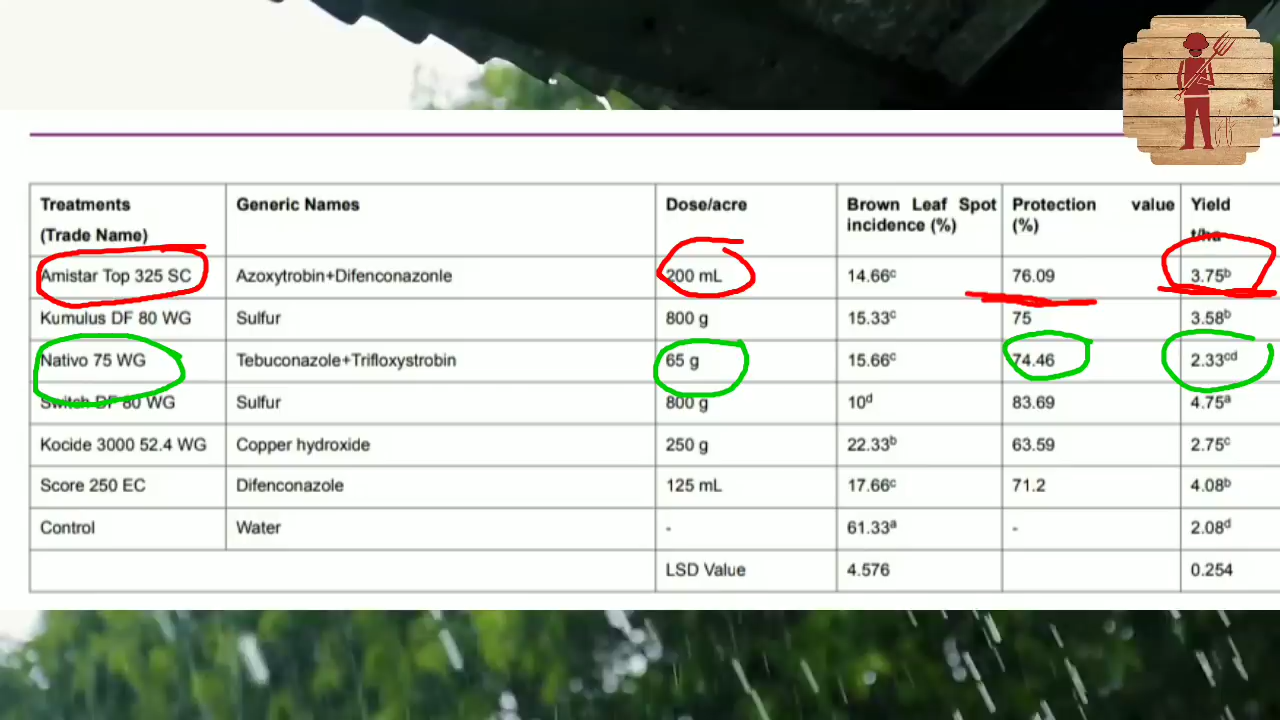 Treatments
(Trade Name)
Generic Names
Dose/acre
Brown Leaf Spot
incidence (%)
Protection value
(%)
Yield
t/ha
Amistar Top 325 SC Azoxytrobin+Difenconazonle 200 mL 14.66ᶜ 76.09 3.75ᵇ
Kumulus DF 80 WG Sulfur 800 g 15.33ᶜ 75 3.58ᵇ
Nativo 75 WG Tebuconazole+Trifloxystrobin 65 g 15.66ᶜ 74.46 2.33ᶜᵈ
Switch DF 80 WG Sulfur 800 g 10ᵈ 83.69 4.75ᵃ
Kocide 3000 52.4 WG Copper hydroxide 250 g 22.33ᵇ 63.59 2.75ᶜ
Score 250 EC Difenconazole 125 mL 17.66ᶜ 71.2 4.08ᵇ
Control Water - 61.33ᵃ - 2.08ᵈ
LSD Value 4.576 0.254